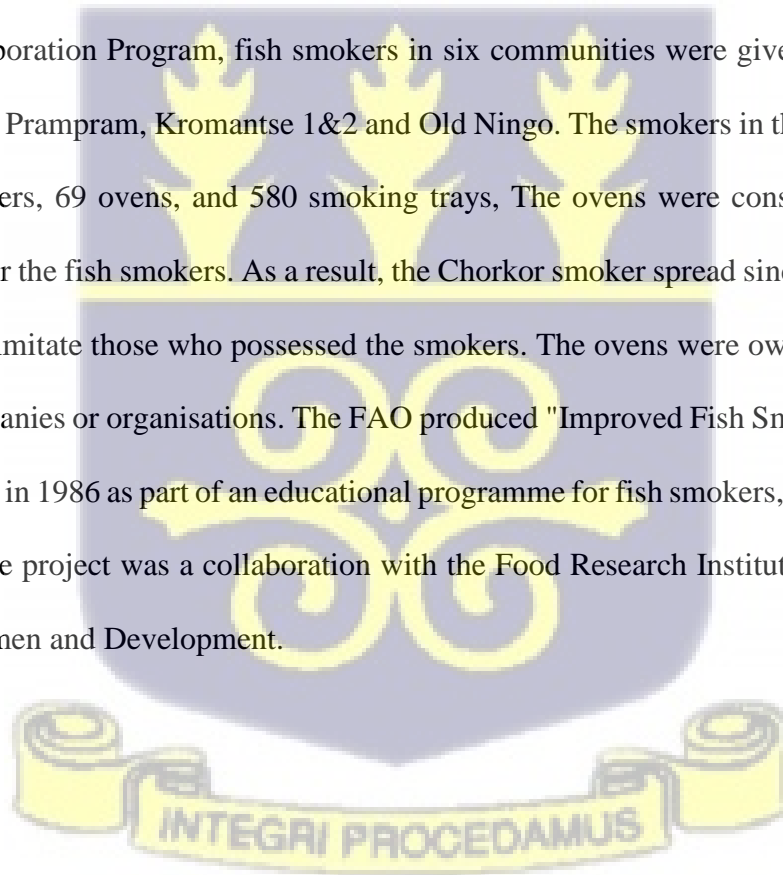 poration Program, fish smokers in six communities were give
Prampram, Kromantse 1&2 and Old Ningo. The smokers in th
ers, 69 ovens, and 580 smoking trays, The ovens were cons
r the fish smokers. As a result, the Chorkor smoker spread sinc
imitate those who possessed the smokers. The ovens were ow
anies or organisations. The FAO produced "Improved Fish Sm
in 1986 as part of an educational programme for fish smokers,
e project was a collaboration with the Food Research Institut
men and Development.
INTEGRI PROCEDAMUS